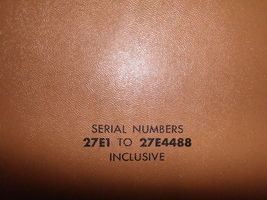 SERIAL NUMBERS
27E1 TO 27E4488
INCLUSIVE